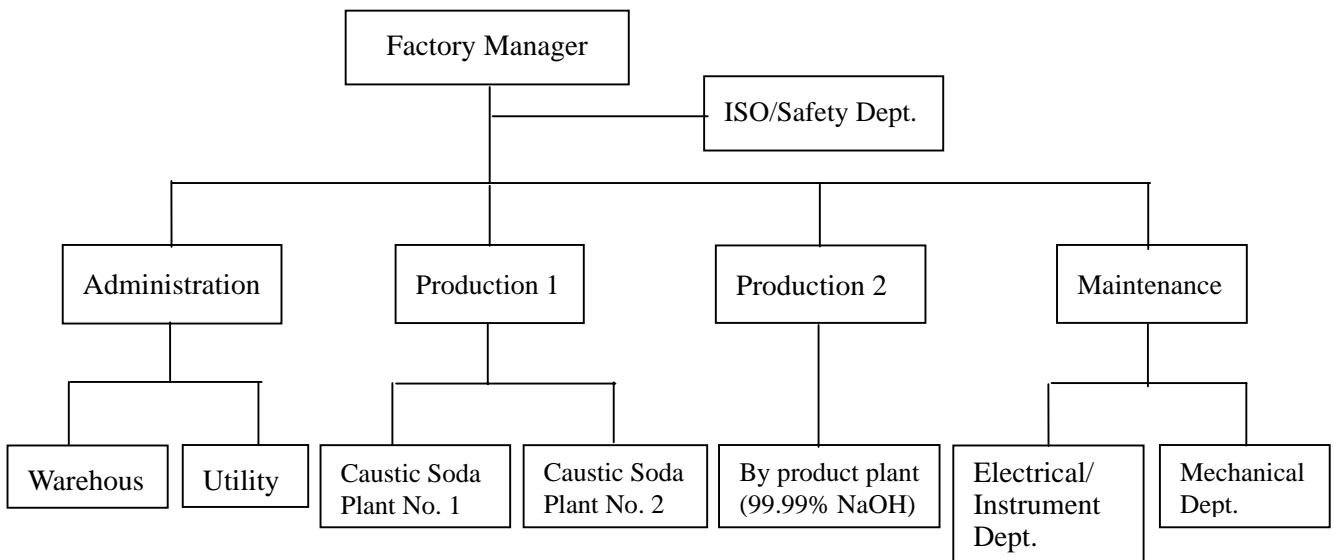 Factory Manager
ISO/Safety Dept.
Administration
Production 1
Production 2
Maintenance
Warehous
Utility
Caustic Soda
Plant No. 1
Caustic Soda
Plant No. 2
By product plant
(99.99% NaOH)
Electrical/
Instrument
Dept.
Mechanical
Dept.